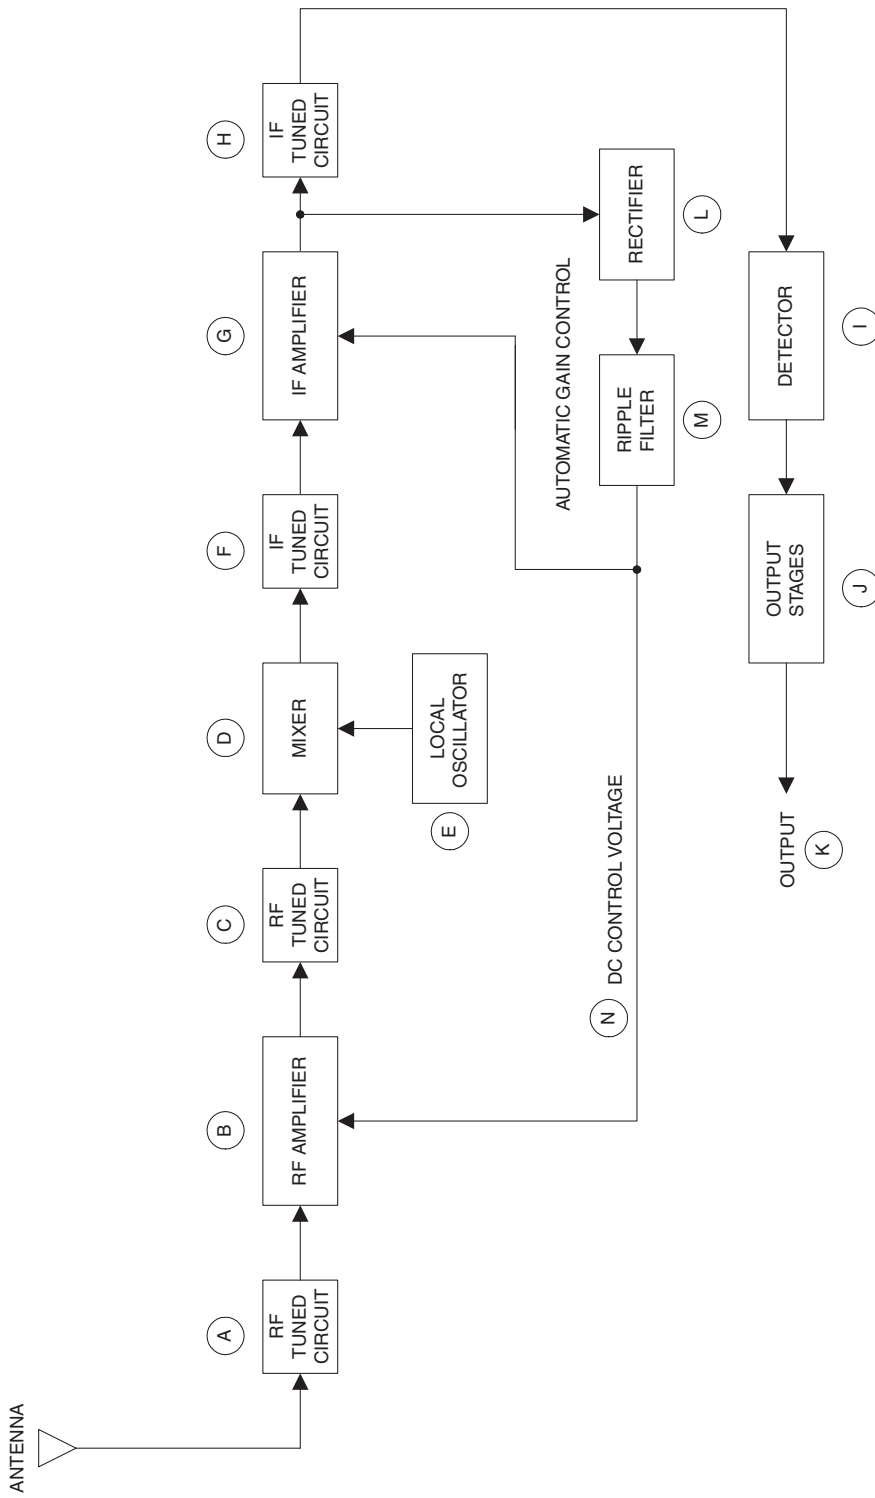 ANTENNA
A
RF
TUNED
CIRCUIT
B
RF AMPLIFIER
C
RF
TUNED
CIRCUIT
D
MIXER
E
LOCAL
OSCILLATOR
F
IF
TUNED
CIRCUIT
G
IF AMPLIFIER
H
IF
TUNED
CIRCUIT
AUTOMATIC GAIN CONTROL
RECTIFIER
L
RIPPLE
FILTER
M
N
DC CONTROL VOLTAGE
DETECTOR
I
OUTPUT
STAGES
J
OUTPUT
K